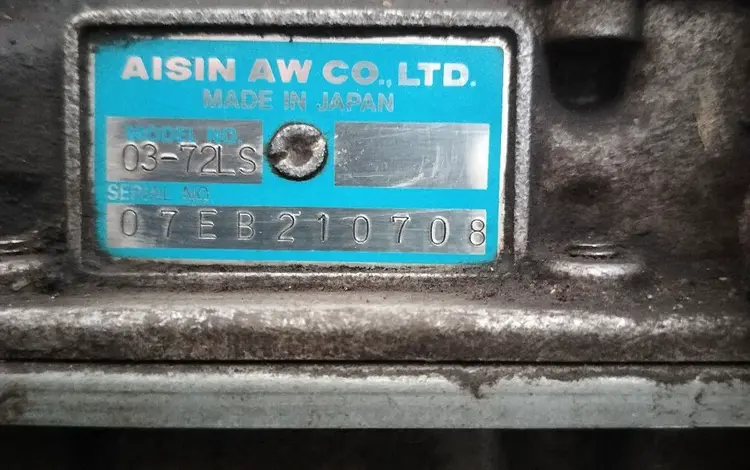 AISIN AW CO., LTD.
MADE IN JAPAN
MODEL NO.
03-72LS
SERIAL NO.
07EB210708